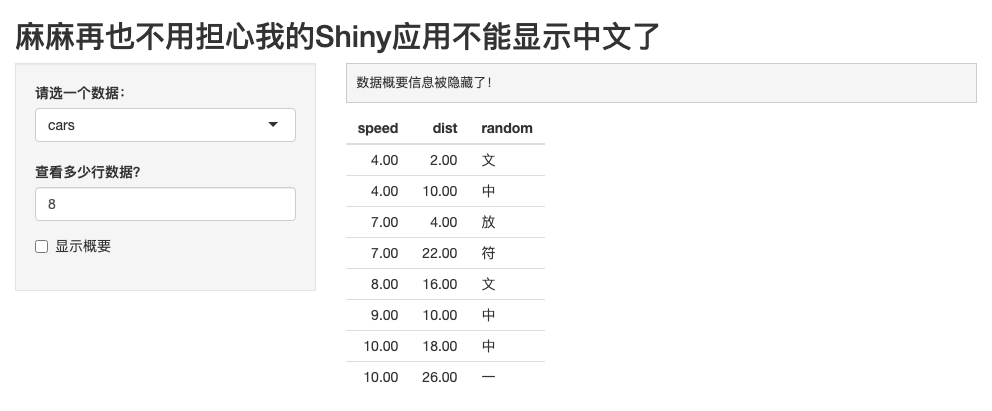 麻麻再也不用担心我的Shiny应用不能显示中文了
请选一个数据：
cars
查看多少行数据？
8
显示概要
数据概要信息被隐藏了！
speed dist random
4.00 2.00 文
4.00 10.00 中
7.00 4.00 放
7.00 22.00 符
8.00 16.00 文
9.00 10.00 中
10.00 18.00 中
10.00 26.00 一